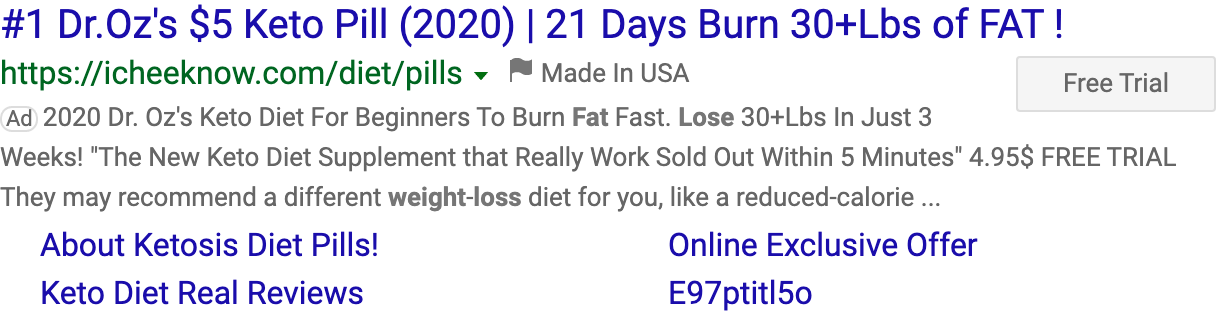 #1 Dr.Oz's $5 Keto Pill (2020) | 21 Days Burn 30+Lbs of FAT !
https://icheeknow.com/diet/pills Made In USA
Free Trial
Ad 2020 Dr. Oz's Keto Diet For Beginners To Burn Fat Fast. Lose 30+Lbs In Just 3
Weeks! "The New Keto Diet Supplement that Really Work Sold Out Within 5 Minutes" 4.95$ FREE TRIAL
They may recommend a different weight-loss diet for you, like a reduced-calorie ...
About Ketosis Diet Pills!
Online Exclusive Offer
Keto Diet Real Reviews
E97ptitl5o